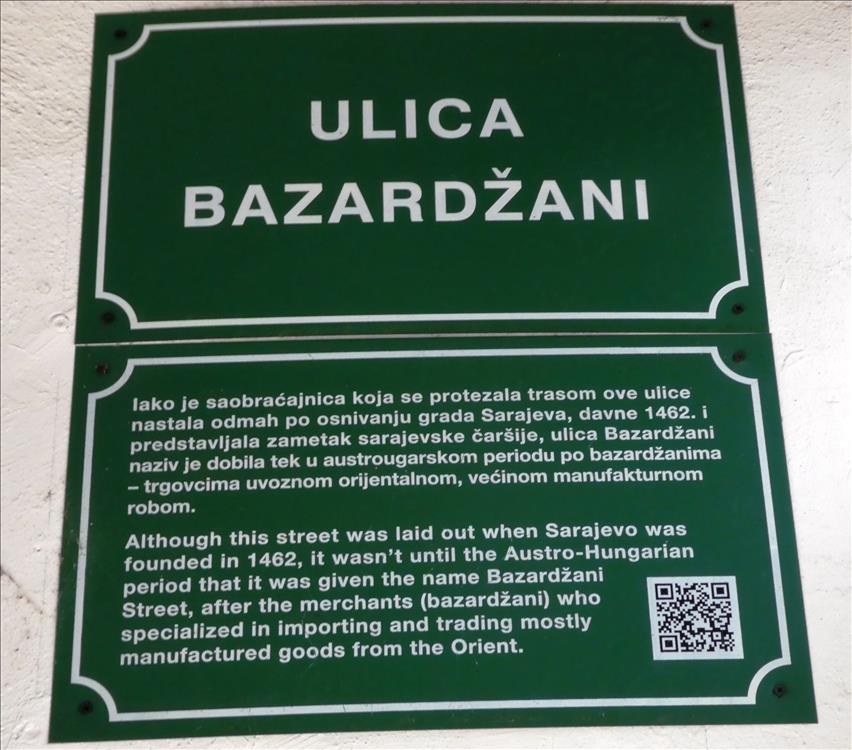 ULICA
BAZARDŽANI
Iako je saobraćajnica koja se protezala trasom ove ulice
nastala odmah po osnivanju grada Sarajeva, davne 1462. i
predstavljala zametak sarajevske čaršije, ulica Bazardžani
naziv je dobila tek u austrougarskom periodu po bazardžanima
– trgovcima uvoznom orijentalnom, većinom manufakturnom
robom.
Although this street was laid out when Sarajevo was
founded in 1462, it wasn't until the Austro-Hungarian
period that it was given the name Bazardžani
Street, after the merchants (bazardžani) who
specialized in importing and trading mostly
manufactured goods from the Orient.